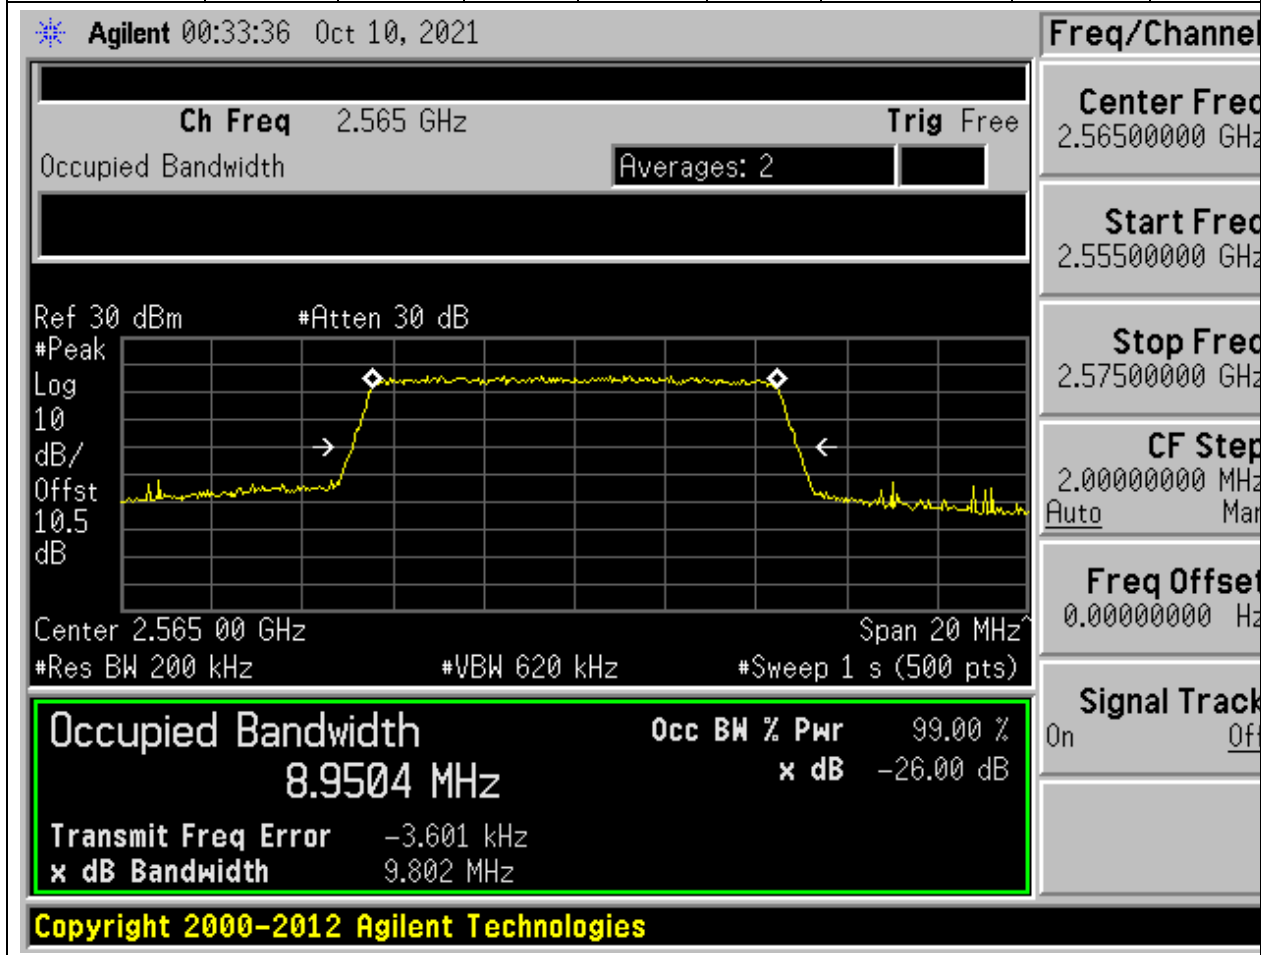 Agilent 00:33:36 Oct 10, 2021
Ch Freq 2.565 GHz Trig Free
Occupied Bandwidth Averages: 2
Ref 30 dBm #Atten 30 dB
#Peak
Log
10
dB/
Offst
10.5
dB
Center 2.565 00 GHz Span 20 MHz^
#Res BW 200 kHz #VBW 620 kHz #Sweep 1 s (500 pts)
Occupied Bandwidth Occ BW % Pwr 99.00 %
8.9504 MHz x dB -26.00 dB
Transmit Freq Error -3.601 kHz
x dB Bandwidth 9.802 MHz
Copyright 2000-2012 Agilent Technologies
Freq/Channel
Center Freq
2.56500000 GHz
Start Freq
2.55500000 GHz
Stop Freq
2.57500000 GHz
CF Step
2.00000000 MHz
Auto Man
Freq Offset
0.00000000 Hz
Signal Track
On Off